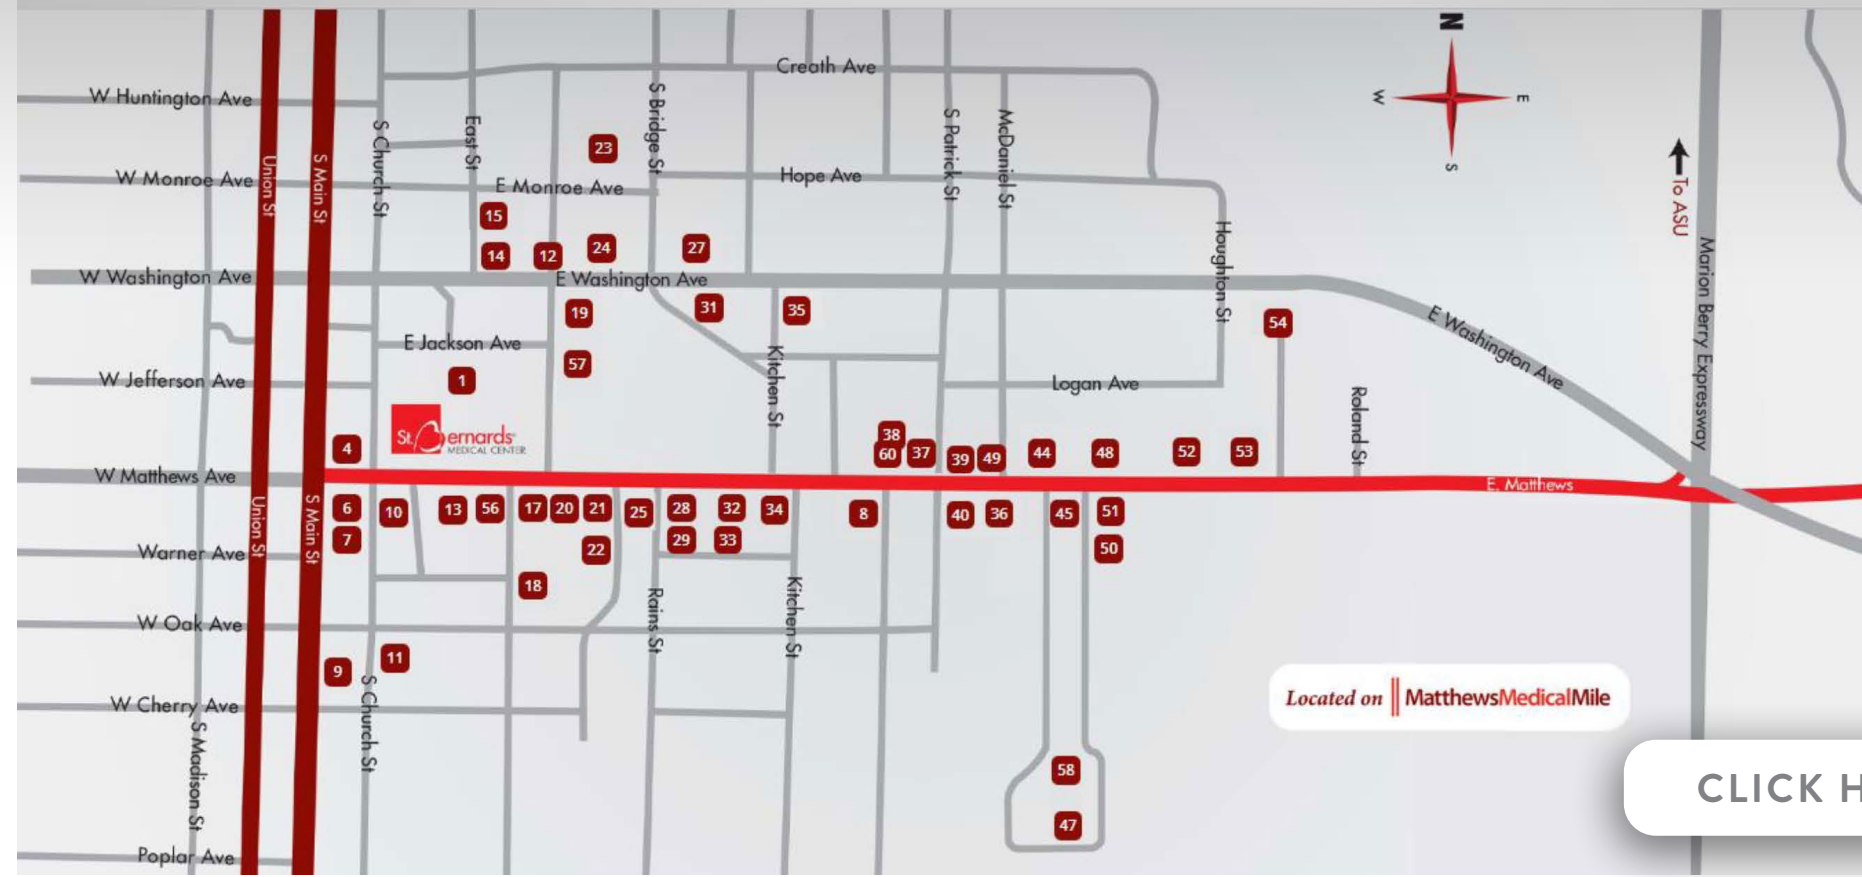 N
W
E
S
Creath Ave
W Huntington Ave
S Church St
East St
S Bridge St
S Patrick St
McDaniel St
23
Union St
S Main St
W Monroe Ave
E Monroe Ave
Hope Ave
To ASU
15
14
12
24
27
Houghton St
Marion Berry Expressway
W Washington Ave
E Washington Ave
E Washington Ave
19
31
35
54
E Jackson Ave
Kitchen St
57
W Jefferson Ave
1
Logan Ave
Roland St
St. Bernards
MEDICAL CENTER
4
38
60
37
39
49
44
48
52
53
W Matthews Ave
E. Matthews
Union St
S Main St
6
10
13
56
17
20
21
25
28
32
34
8
40
36
45
51
7
22
29
33
50
Warner Ave
18
Rains St
Kitchen St
W Oak Ave
9
11
S Church St
W Cherry Ave
S Madison St
Located on MatthewsMedicalMile
58
47
CLICK H
Poplar Ave